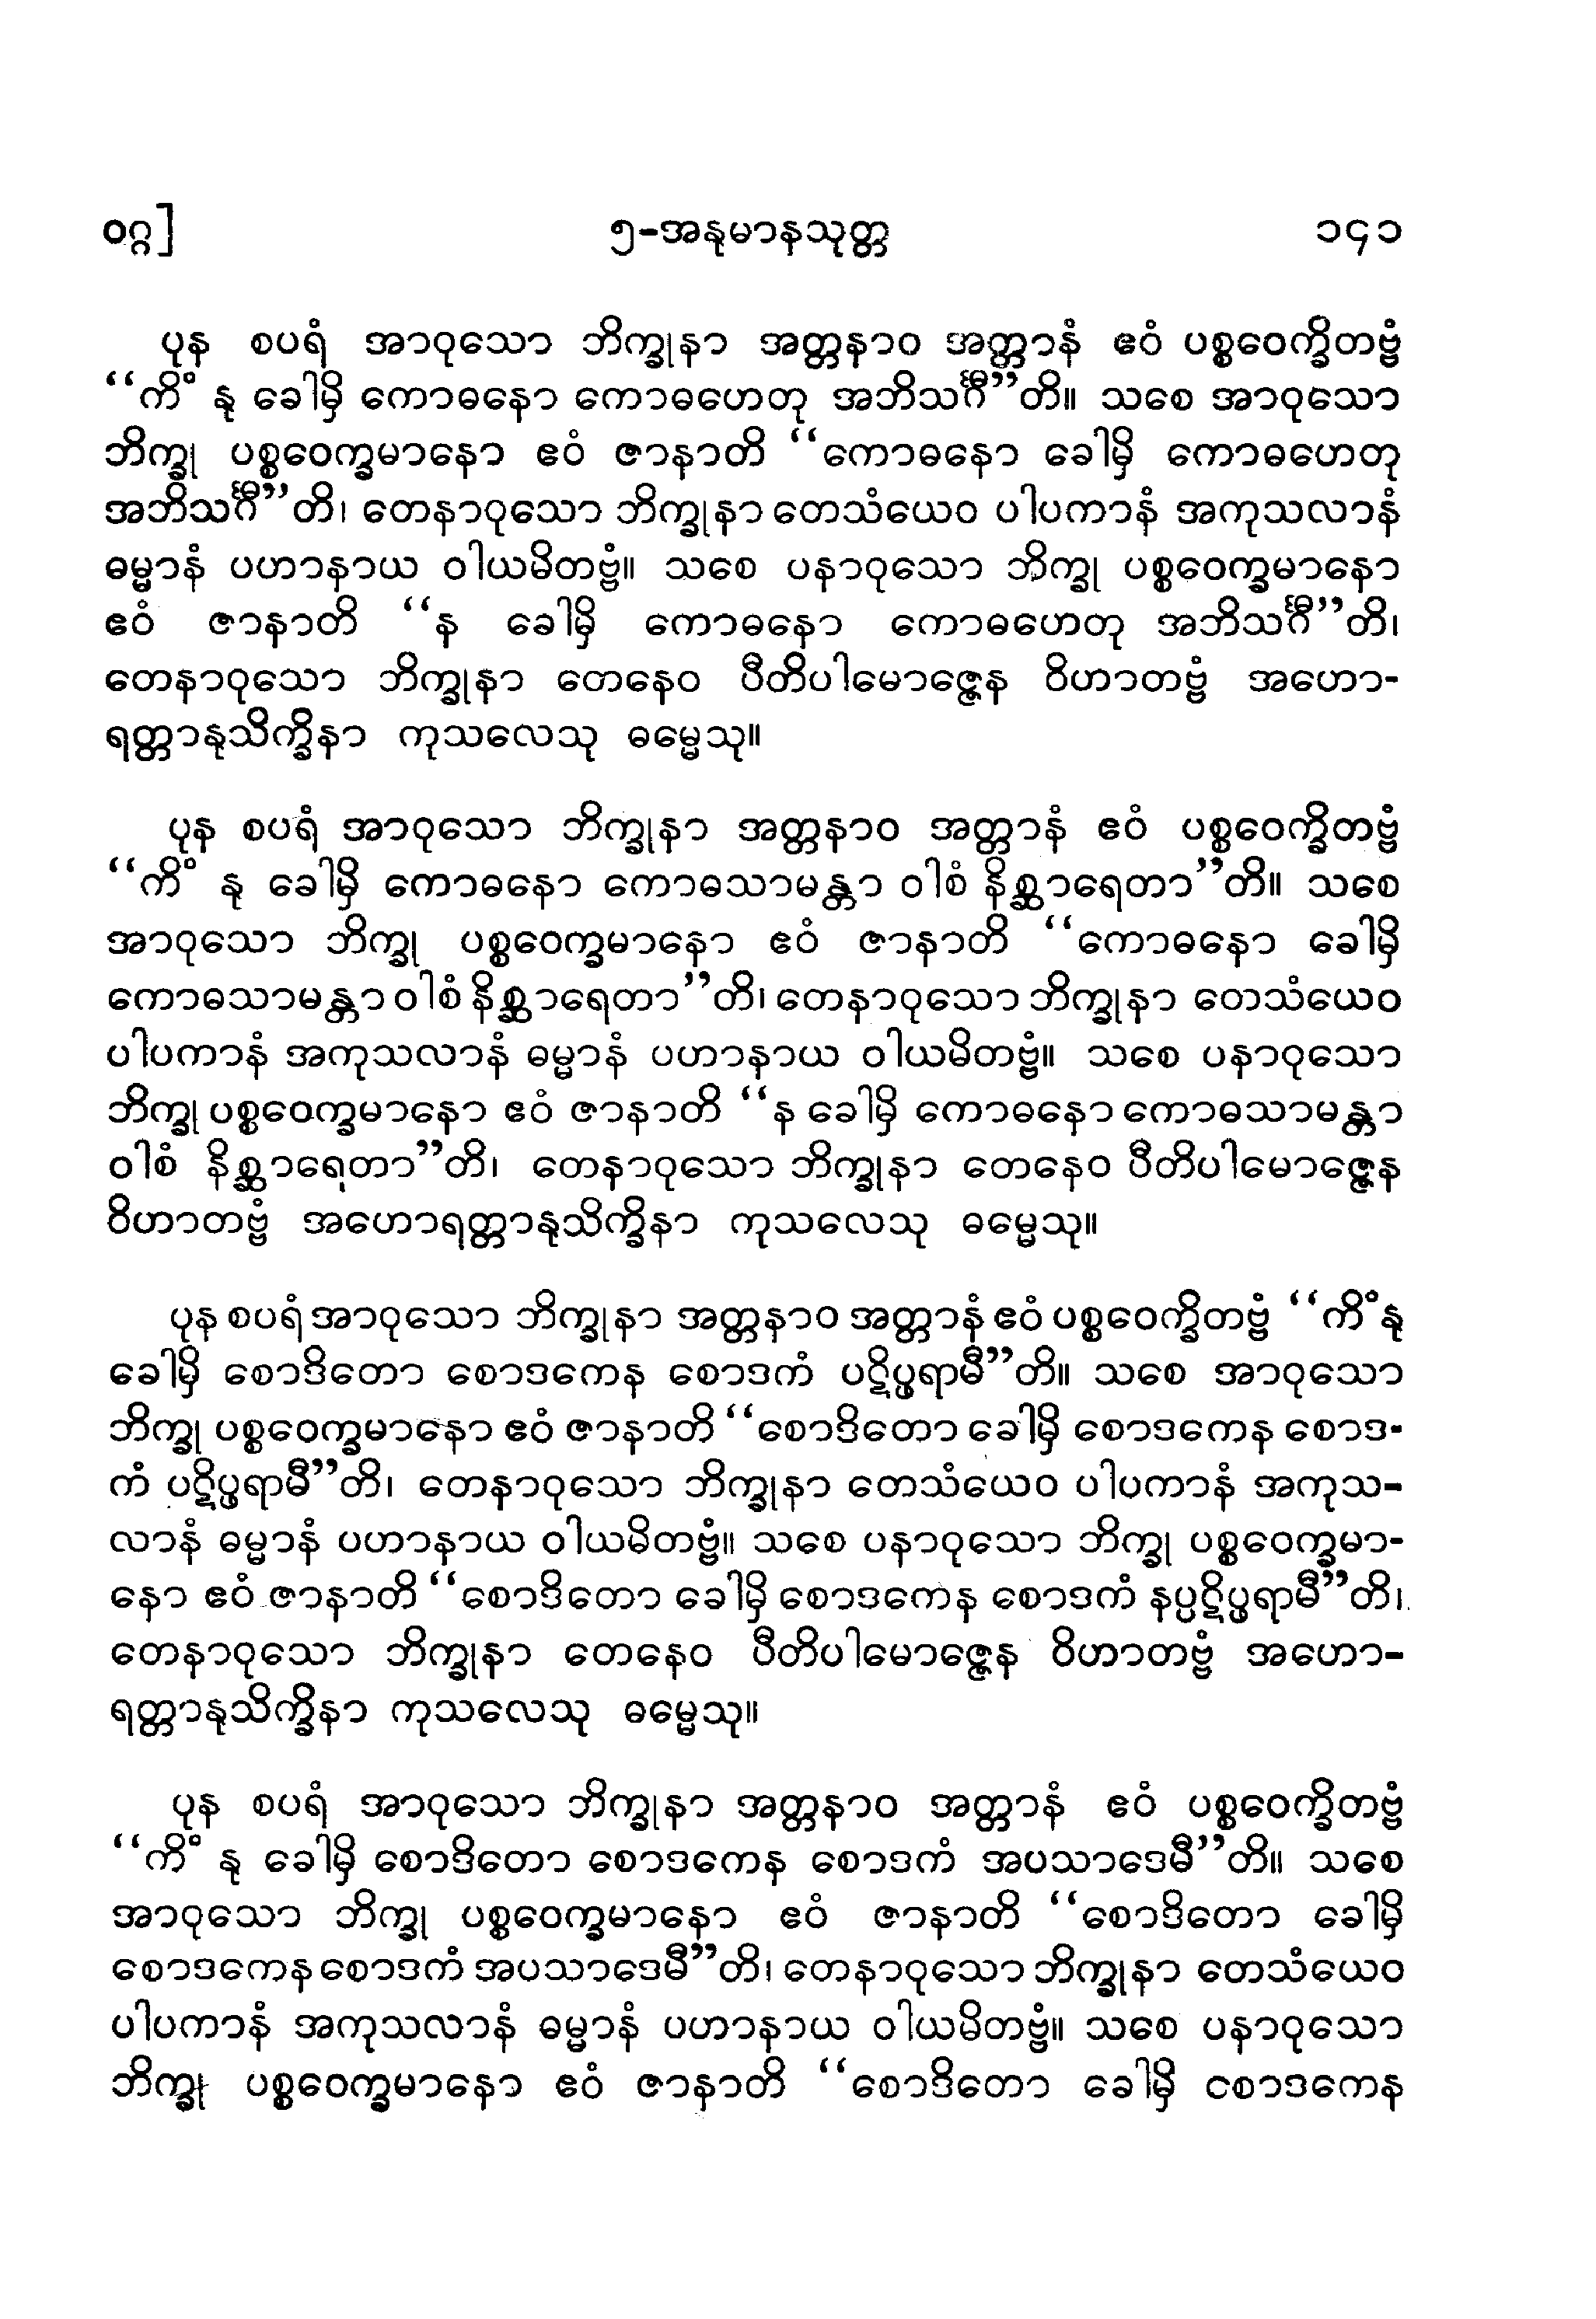 ဝဂ္ဂ]  ၅-အနုမာနသုတ္တ  ၁၄၁
ပုန စပရံ အာဝုသော ဘိက္ခုနာ အတ္တနာဝ အတ္တာနံ ဧဝံ ပစ္စဝေက္ခိတဗ္ဗံ
“ကိံ နု ခေါမှိ ကောဓနော ကောဓဟေတု အဘိသင်္ဂီ”တိ။ သစေ အာဝုသော
ဘိက္ခု ပစ္စဝေက္ခမာနော ဧဝံ ဇာနာတိ “ကောဓနော ခေါမှိ ကောဓဟေတု
အဘိသင်္ဂီ”တိ၊ တေနာဝုသော ဘိက္ခုနာ တေသံယေဝ ပါပကာနံ အကုသလာနံ
ဓမ္မာနံ ပဟာနာယ ဝါယမိတဗ္ဗံ။ သစေ ပနာဝုသော ဘိက္ခု ပစ္စဝေက္ခမာနော
ဧဝံ ဇာနာတိ “န ခေါမှိ ကောဓနော ကောဓဟေတု အဘိသင်္ဂီ”တိ၊
တေနာဝုသော ဘိက္ခုနာ တေနေဝ ပီတိပါမောဇ္ဇေန ဝိဟာတဗ္ဗံ အဟော-
ရတ္တာနုသိက္ခိနာ ကုသလေသု ဓမ္မေသု။
ပုန စပရံ အာဝုသော ဘိက္ခုနာ အတ္တနာဝ အတ္တာနံ ဧဝံ ပစ္စဝေက္ခိတဗ္ဗံ
“ကိံ နု ခေါမှိ ကောဓနော ကောဓသာမန္တာ ဝါစံ နိစ္ဆာရေတာ”တိ။ သစေ
အာဝုသော ဘိက္ခု ပစ္စဝေက္ခမာနော ဧဝံ ဇာနာတိ “ကောဓနော ခေါမှိ
ကောဓသာမန္တာ ဝါစံ နိစ္ဆာရေတာ”တိ၊ တေနာဝုသော ဘိက္ခုနာ တေသံယေဝ
ပါပကာနံ အကုသလာနံ ဓမ္မာနံ ပဟာနာယ ဝါယမိတဗ္ဗံ။ သစေ ပနာဝုသော
ဘိက္ခု ပစ္စဝေက္ခမာနော ဧဝံ ဇာနာတိ “န ခေါမှိ ကောဓနော ကောဓသာမန္တာ
ဝါစံ နိစ္ဆာရေတာ”တိ၊ တေနာဝုသော ဘိက္ခုနာ တေနေဝ ပီတိပါမောဇ္ဇေန
ဝိဟာတဗ္ဗံ အဟောရတ္တာနုသိက္ခိနာ ကုသလေသု ဓမ္မေသု။
ပုန စပရံ အာဝုသော ဘိက္ခုနာ အတ္တနာဝ အတ္တာနံ ဧဝံ ပစ္စဝေက္ခိတဗ္ဗံ “ကိံ နု
ခေါမှိ စောဒိတော စောဒကေန စောဒကံ ပဋိပ္ဖရာမီ”တိ။ သစေ အာဝုသော
ဘိက္ခု ပစ္စဝေက္ခမာနော ဧဝံ ဇာနာတိ “စောဒိတော ခေါမှိ စောဒကေန စောဒ-
ကံ ပဋိပ္ဖရာမီ”တိ၊ တေနာဝုသော ဘိက္ခုနာ တေသံယေဝ ပါပကာနံ အကုသ-
လာနံ ဓမ္မာနံ ပဟာနာယ ဝါယမိတဗ္ဗံ။ သစေ ပနာဝုသော ဘိက္ခု ပစ္စဝေက္ခမာ-
နော ဧဝံ ဇာနာတိ “စောဒိတော ခေါမှိ စောဒကေန စောဒကံ နပ္ပဋိပ္ဖရာမီ”တိ၊
တေနာဝုသော ဘိက္ခုနာ တေနေဝ ပီတိပါမောဇ္ဇေန ဝိဟာတဗ္ဗံ အဟော-
ရတ္တာနုသိက္ခိနာ ကုသလေသု ဓမ္မေသု။
ပုန စပရံ အာဝုသော ဘိက္ခုနာ အတ္တနာဝ အတ္တာနံ ဧဝံ ပစ္စဝေက္ခိတဗ္ဗံ
“ကိံ နု ခေါမှိ စောဒိတော စောဒကေန စောဒကံ အပသာဒေမီ”တိ။ သစေ
အာဝုသော ဘိက္ခု ပစ္စဝေက္ခမာနော ဧဝံ ဇာနာတိ “စောဒိတော ခေါမှိ
စောဒကေန စောဒကံ အပသာဒေမီ”တိ၊ တေနာဝုသော ဘိက္ခုနာ တေသံယေဝ
ပါပကာနံ အကုသလာနံ ဓမ္မာနံ ပဟာနာယ ဝါယမိတဗ္ဗံ။ သစေ ပနာဝုသော
ဘိက္ခု ပစ္စဝေက္ခမာနော ဧဝံ ဇာနာတိ “စောဒိတော ခေါမှိ စောဒကေန